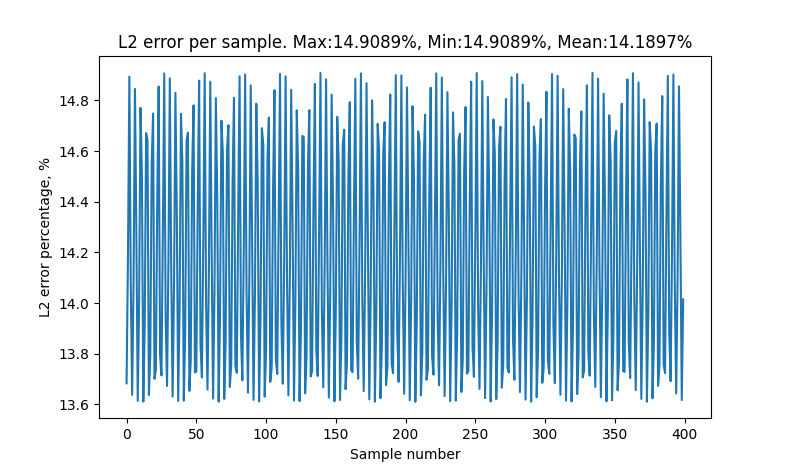 L2 error per sample. Max:14.9089%, Min:14.9089%, Mean:14.1897%
L2 error percentage, %
14.8
14.6
14.4
14.2
14.0
13.8
13.6
0 50 100 150 200 250 300 350 400
Sample number